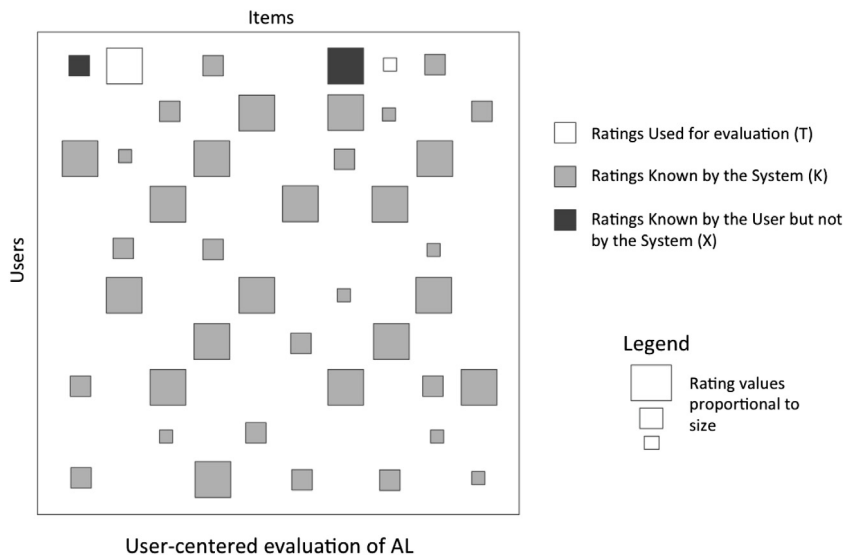 Items
Users
Ratings Used for evaluation (T)
Ratings Known by the System (K)
Ratings Known by the User but not
by the System (X)
Legend
Rating values
proportional to
size
User-centered evaluation of AL